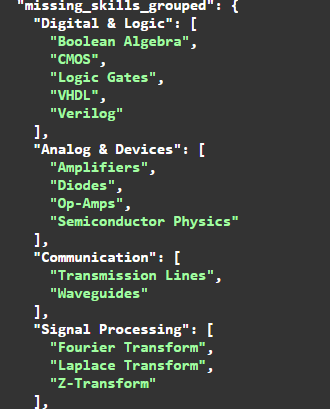 "missing_skills_grouped": {
"Digital & Logic": [
"Boolean Algebra",
"CMOS",
"Logic Gates",
"VHDL",
"Verilog"
],
"Analog & Devices": [
"Amplifiers",
"Diodes",
"Op-Amps",
"Semiconductor Physics"
],
"Communication": [
"Transmission Lines",
"Waveguides"
],
"Signal Processing": [
"Fourier Transform",
"Laplace Transform",
"Z-Transform"
],